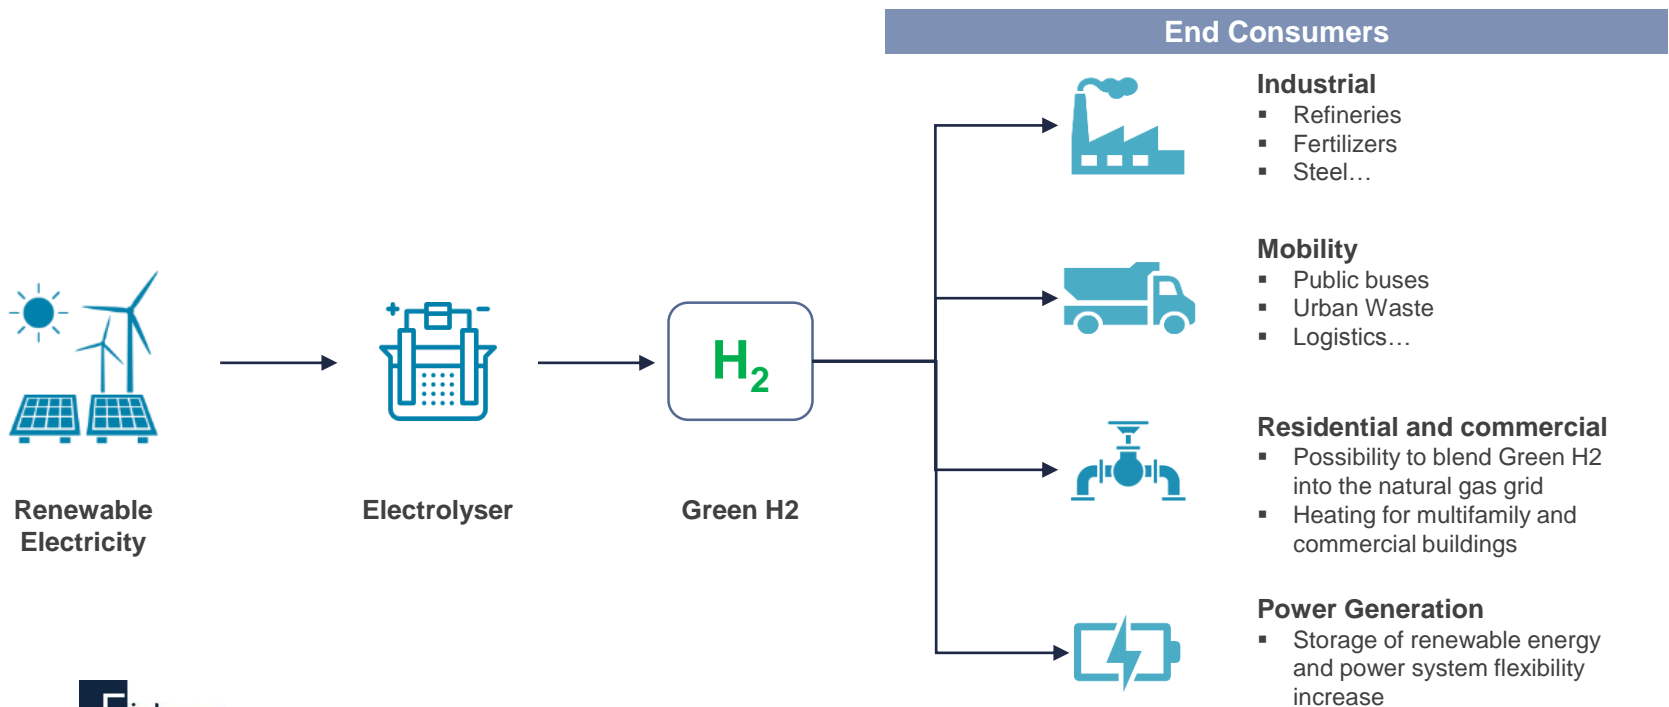 End Consumers
Industrial
▪ Refineries
▪ Fertilizers
▪ Steel…
Mobility
▪ Public buses
▪ Urban Waste
▪ Logistics…
+ −
H₂
Residential and commercial
▪ Possibility to blend Green H2
into the natural gas grid
▪ Heating for multifamily and
commercial buildings
Renewable
Electricity
Electrolyser
Green H2
Power Generation
▪ Storage of renewable energy
and power system flexibility
increase